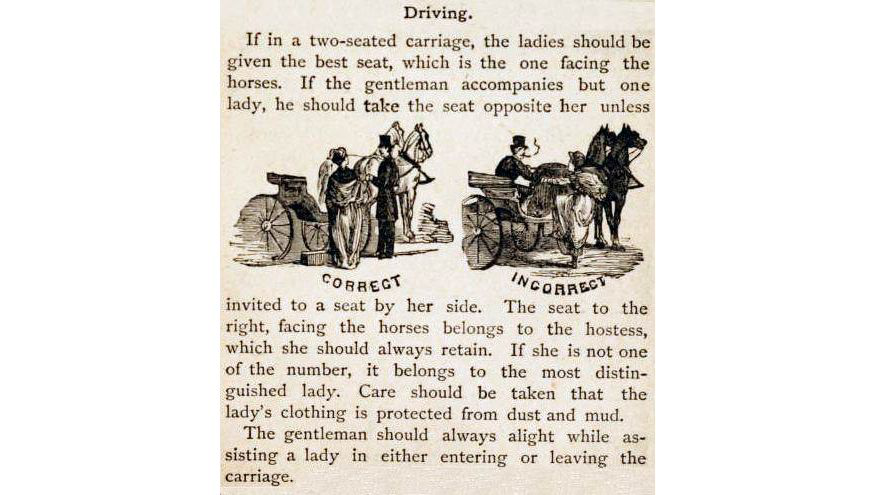 Driving.
If in a two-seated carriage, the ladies should be
given the best seat, which is the one facing the
horses. If the gentleman accompanies but one
lady, he should take the seat opposite her unless
CORRECT
INCORRECT
invited to a seat by her side. The seat to the
right, facing the horses belongs to the hostess,
which she should always retain. If she is not one
of the number, it belongs to the most distin-
guished lady. Care should be taken that the
lady's clothing is protected from dust and mud.
The gentleman should always alight while as-
sisting a lady in either entering or leaving the
carriage.